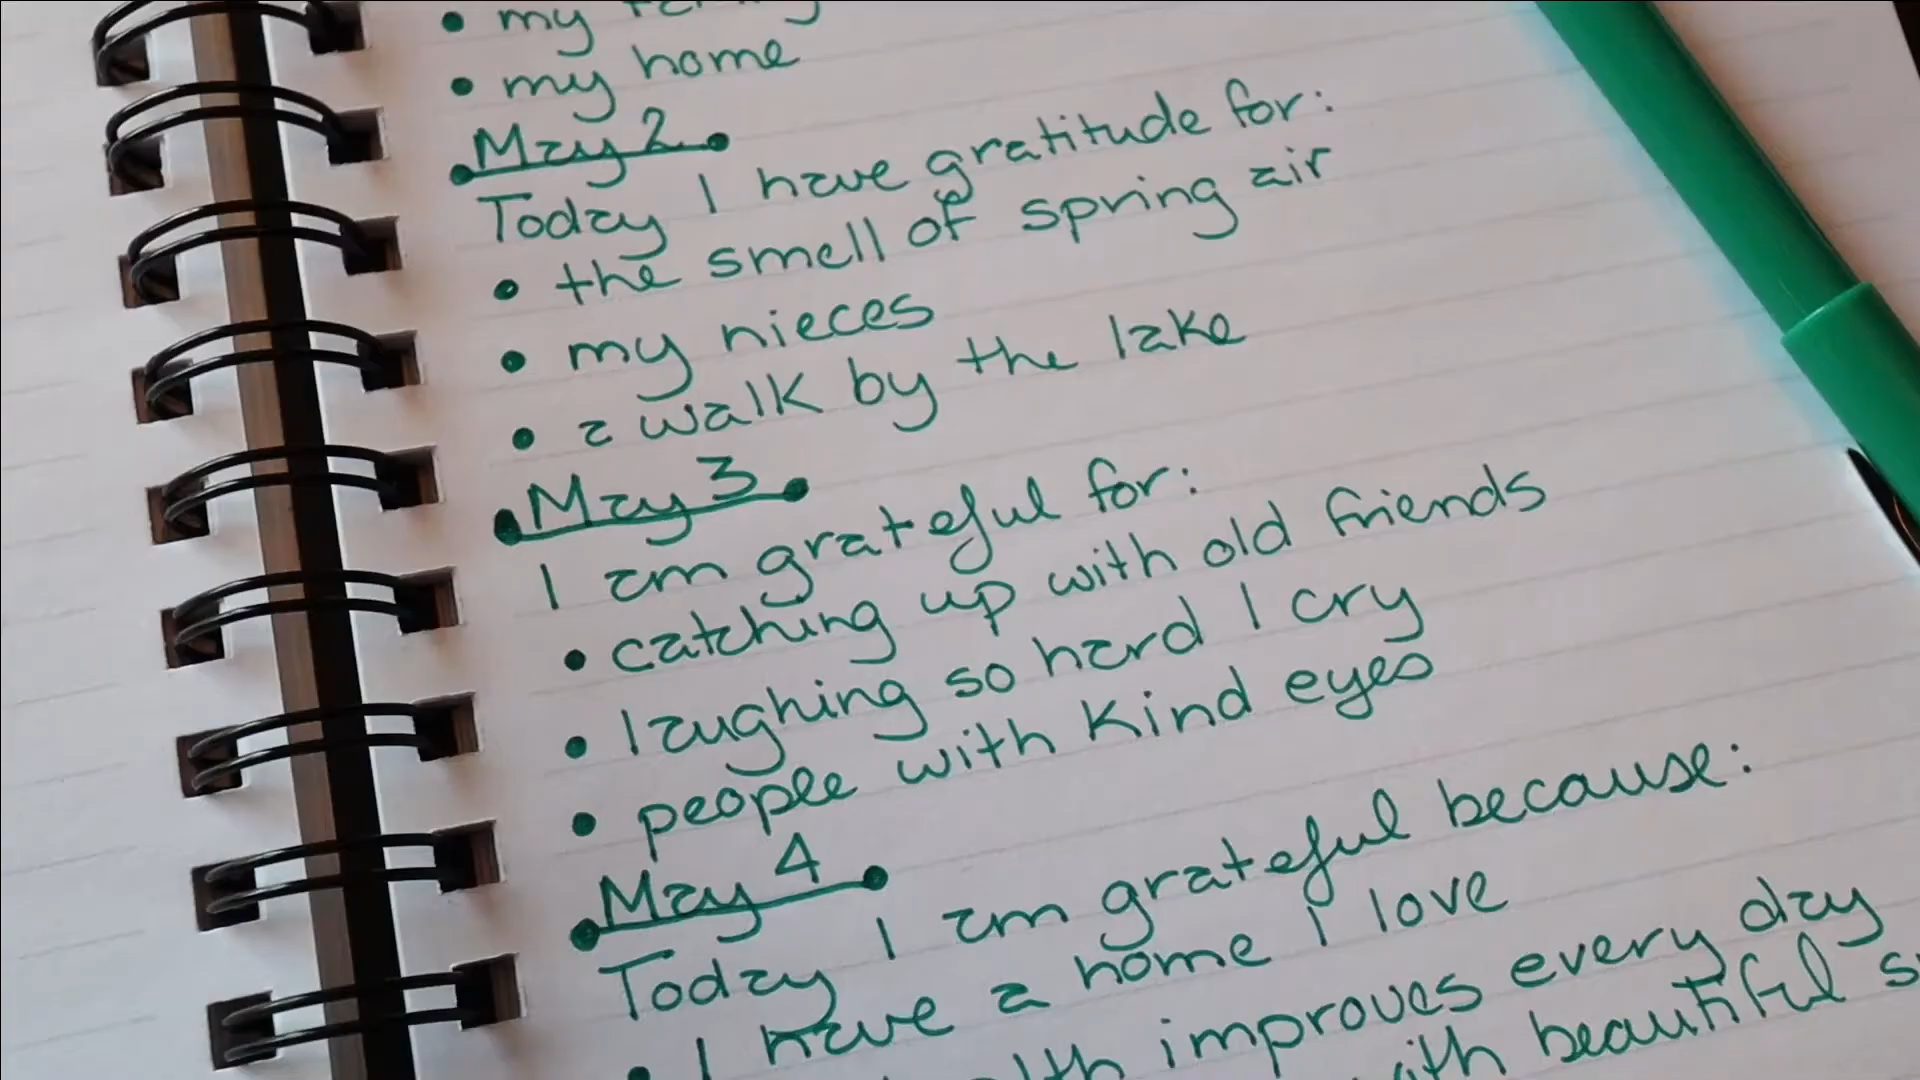 • my
• my home
May 2
Today I have gratitude for:
• the smell of spring air
• my nieces
• a walk by the lake
May 3
I am grateful for:
• catching up with old friends
• laughing so hard I cry
• people with kind eyes
May 4
Today I am grateful because:
• I have a home I love
improves every day
with beautiful